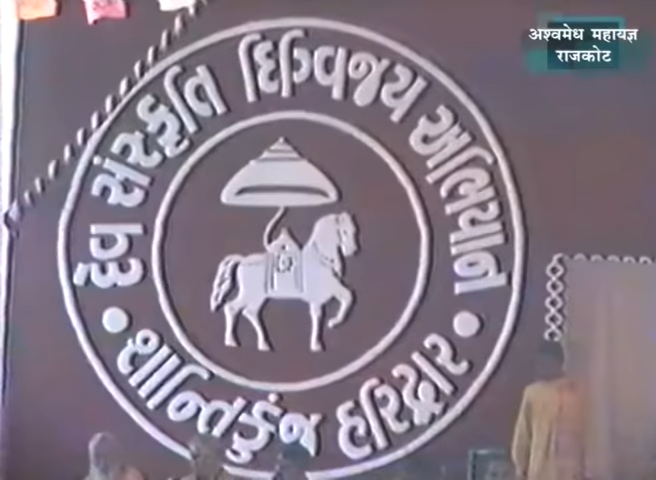 अश्वमेध महायज्ञ
राजकोट
દેવ સંસ્કૃતિ દિગ્વિજય અભિયાન
શાન્તિકુંજ હરિદ્વાર